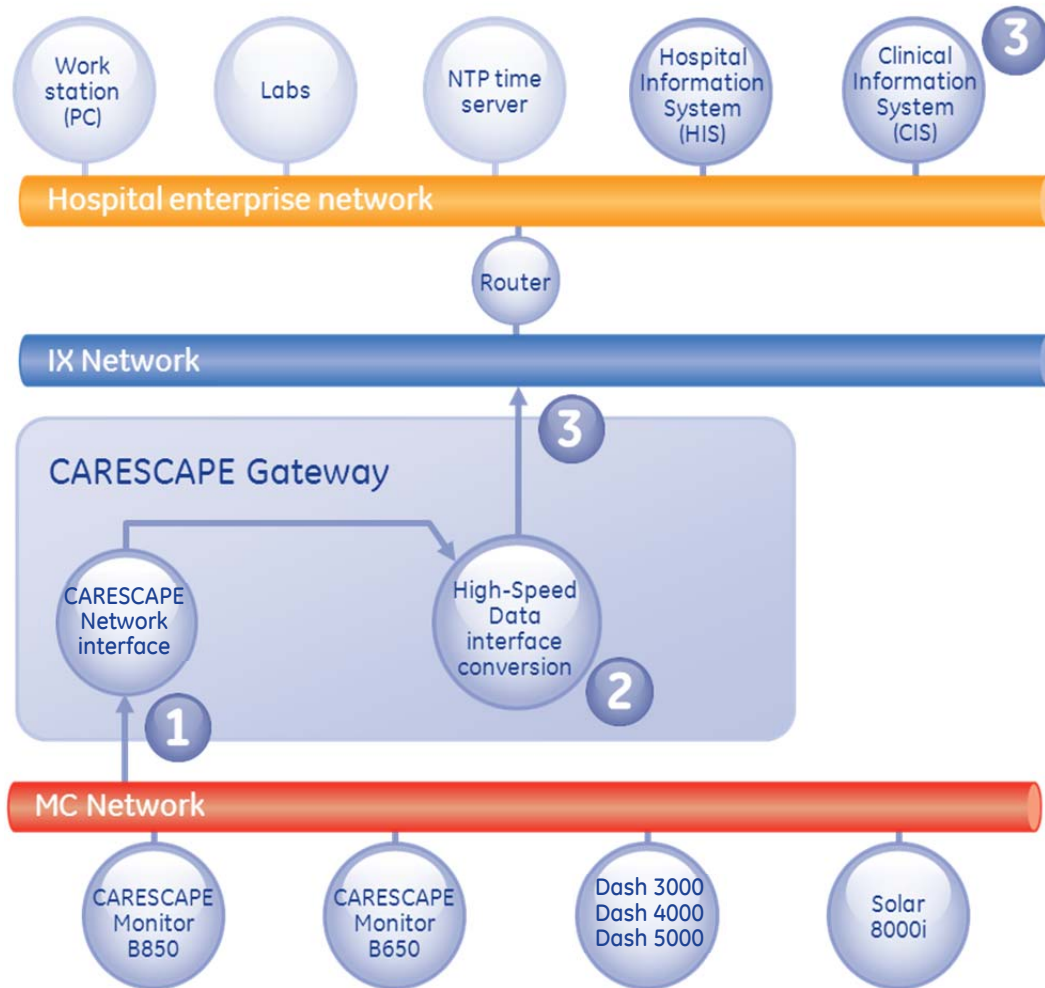 Work
station
(PC)
Labs
NTP time
server
Hospital
Information
System
(HIS)
Clinical
Information
System
(CIS)
3
Hospital enterprise network
Router
IX Network
3
CARESCAPE Gateway
CARESCAPE
Network
interface
High-Speed
Data
interface
conversion
2
1
MC Network
CARESCAPE
Monitor
B850
CARESCAPE
Monitor
B650
Dash 3000
Dash 4000
Dash 5000
Solar
8000i